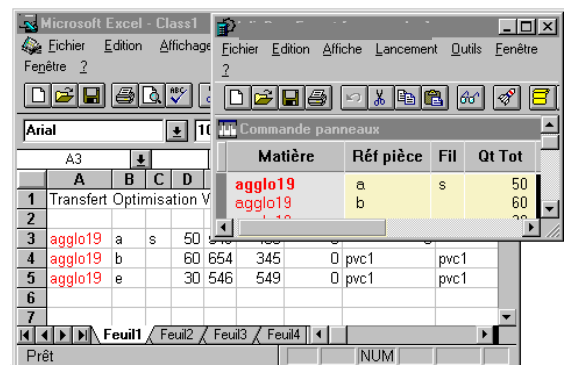 Microsoft Excel - Class1
Fichier Edition Affichage
Fenêtre ?
Arial
A3
A B C D
1 Transfert Optimisation V
2
3 agglo19 a s 50
4 agglo19 b 60 654 345 0 pvc1 pvc1
5 agglo19 e 30 546 549 0 pvc1 pvc1
6
7
Feuil1 Feuil2 Feuil3 Feuil4
Prêt NUM
Fichier Edition Affiche Lancement Outils Fenêtre
?
Commande panneaux
Matière Réf pièce Fil Qt Tot
agglo19 a s 50
agglo19 b 60